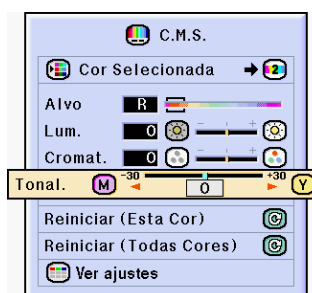 C.M.S.
Cor Selecionada 2
Alvo R
Lum. 0 - +
Cromat. 0 - +
Tonal. M -30 0 +30 Y
Reiniciar (Esta Cor)
Reiniciar (Todas Cores)
Ver ajustes